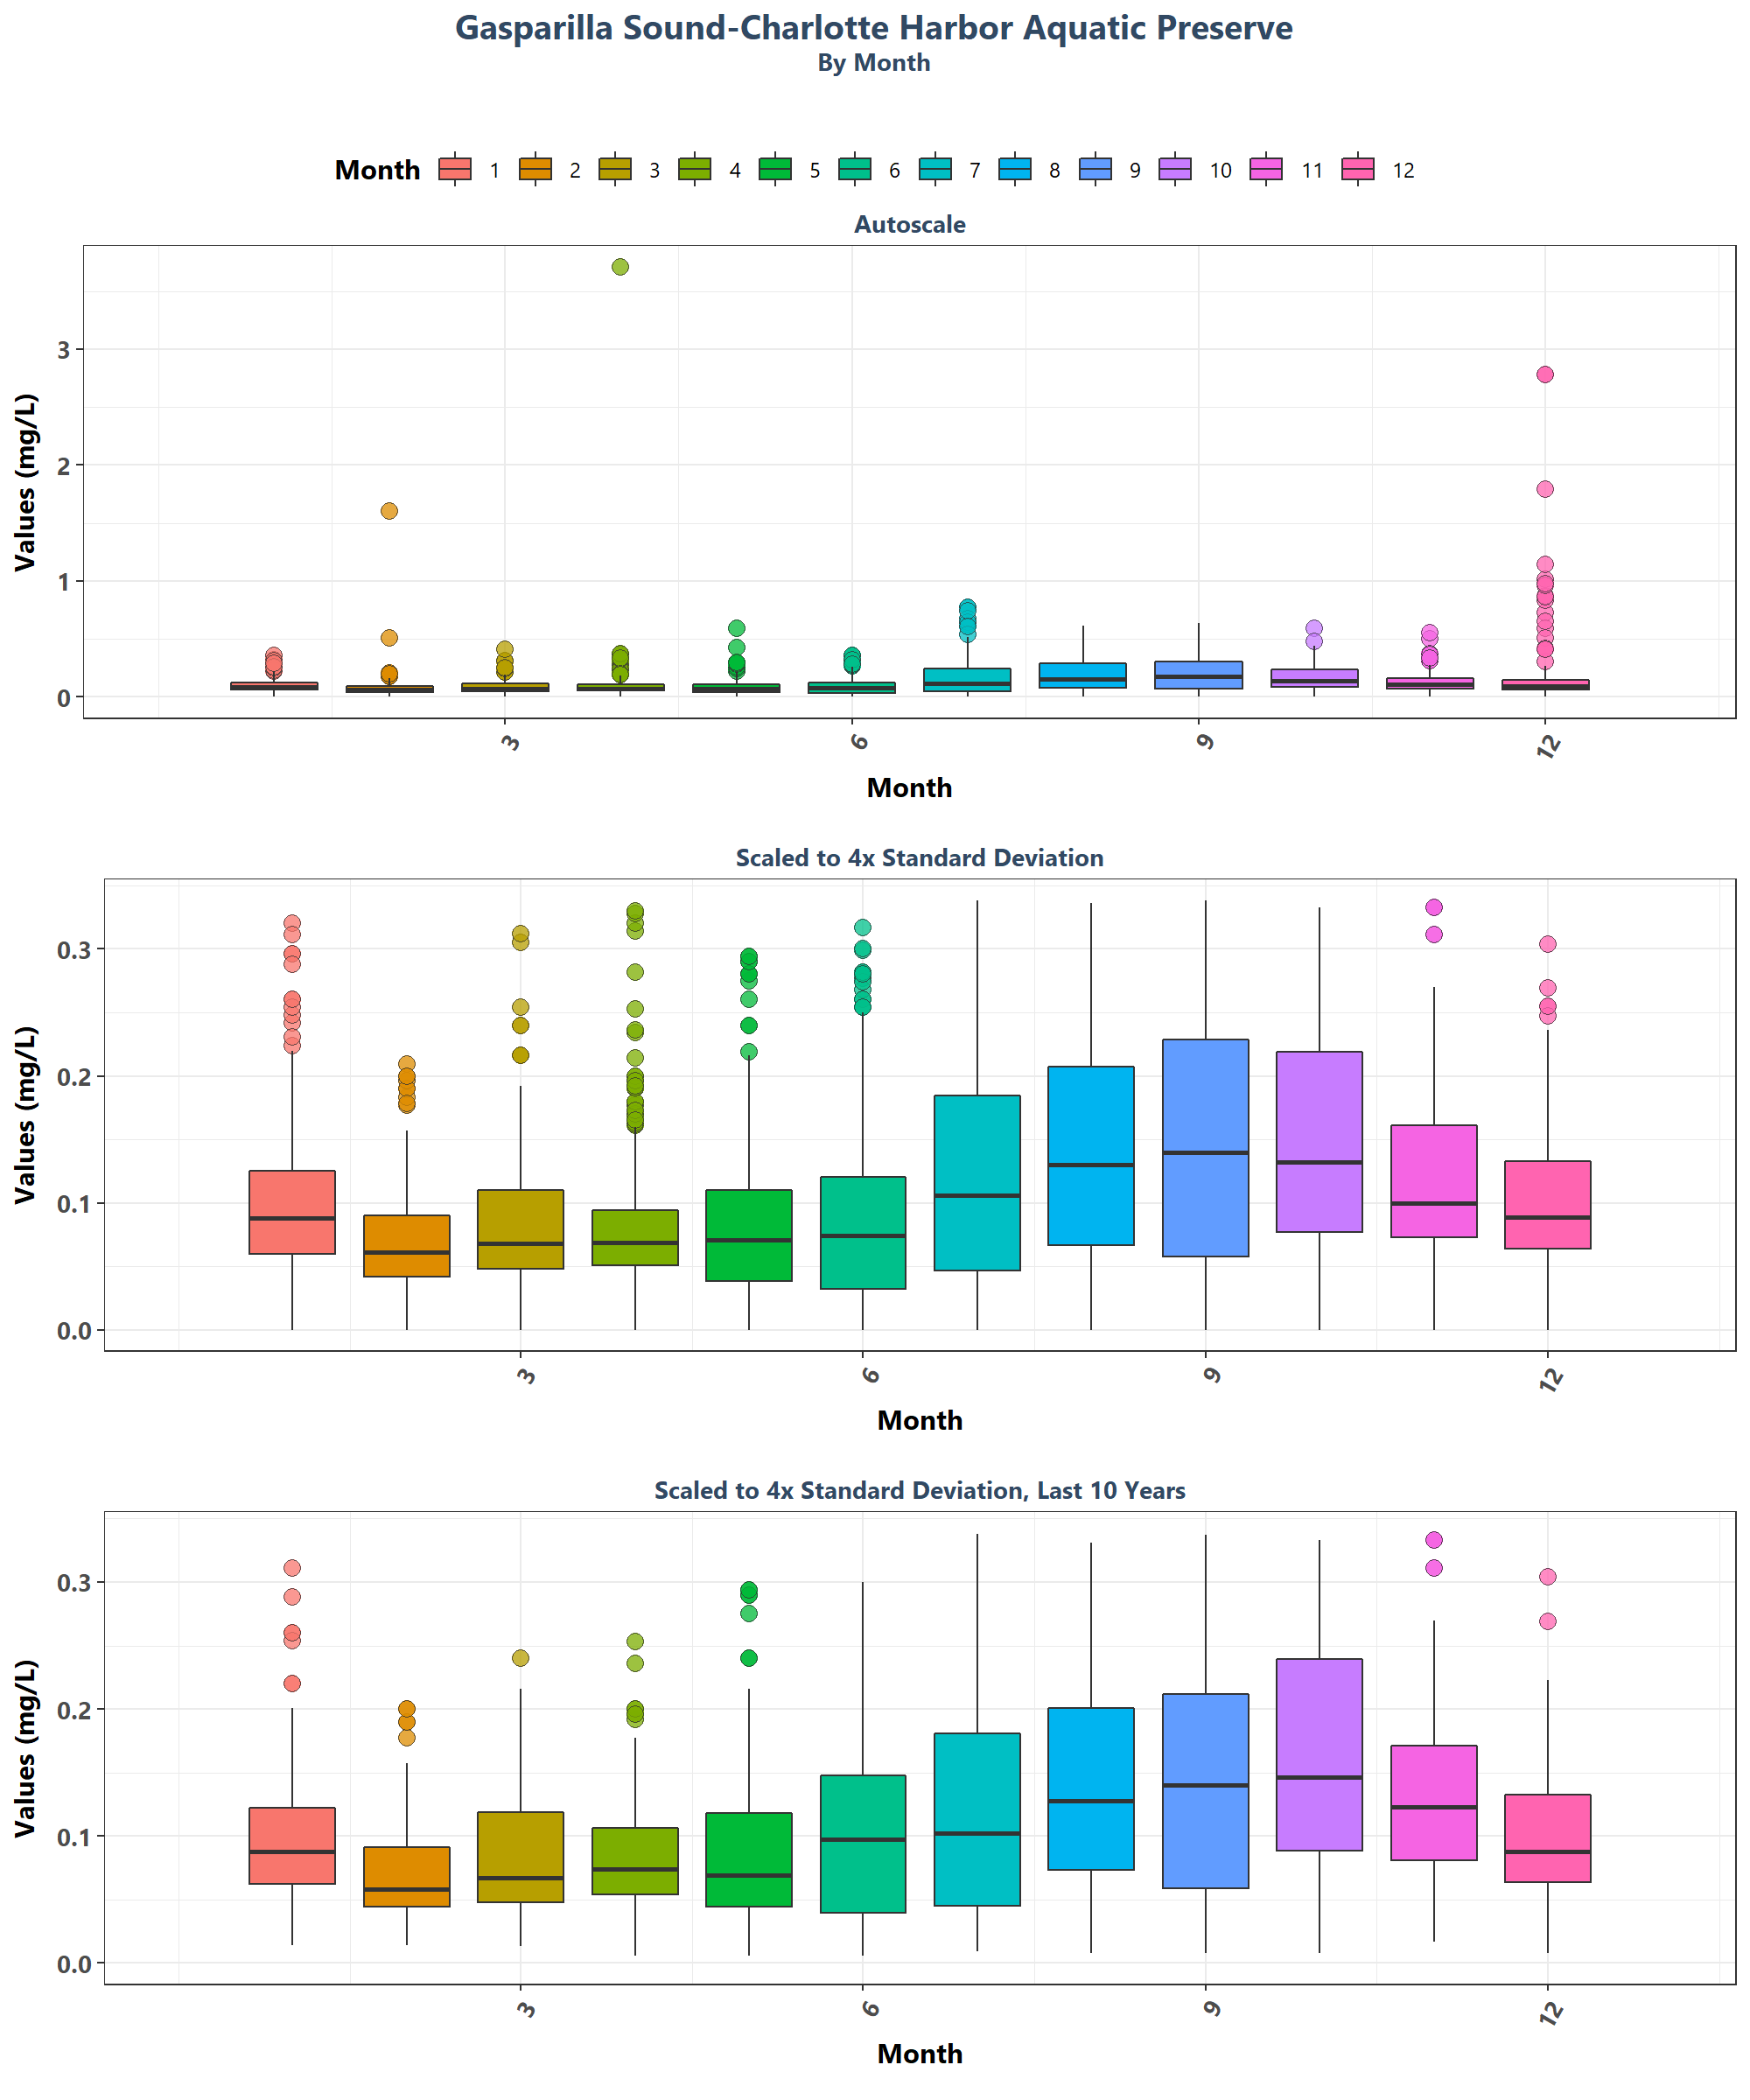 Gasparilla Sound-Charlotte Harbor Aquatic Preserve
By Month
Month 1 2 3 4 5 6 7 8 9 10 11 12
Autoscale
Values (mg/L)
3
2
1
0
3 6 9 12
Month
Scaled to 4x Standard Deviation
Values (mg/L)
0.3
0.2
0.1
0.0
3 6 9 12
Month
Scaled to 4x Standard Deviation, Last 10 Years
Values (mg/L)
0.3
0.2
0.1
0.0
3 6 9 12
Month